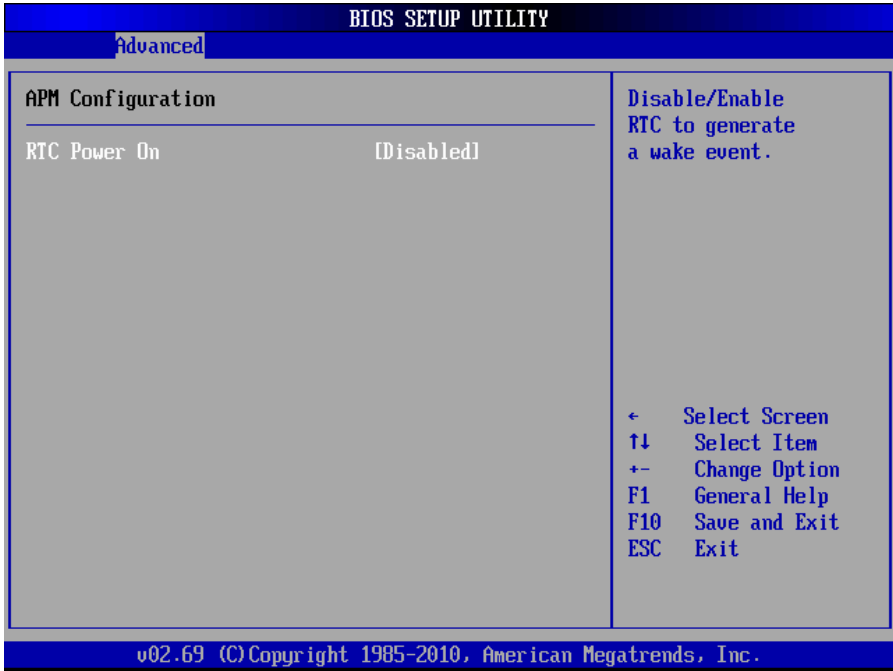 BIOS SETUP UTILITY
Advanced
APM Configuration
RTC Power On [Disabled]
Disable/Enable
RTC to generate
a wake event.
← Select Screen
↑↓ Select Item
+- Change Option
F1 General Help
F10 Save and Exit
ESC Exit
v02.69 (C)Copyright 1985-2010, American Megatrends, Inc.